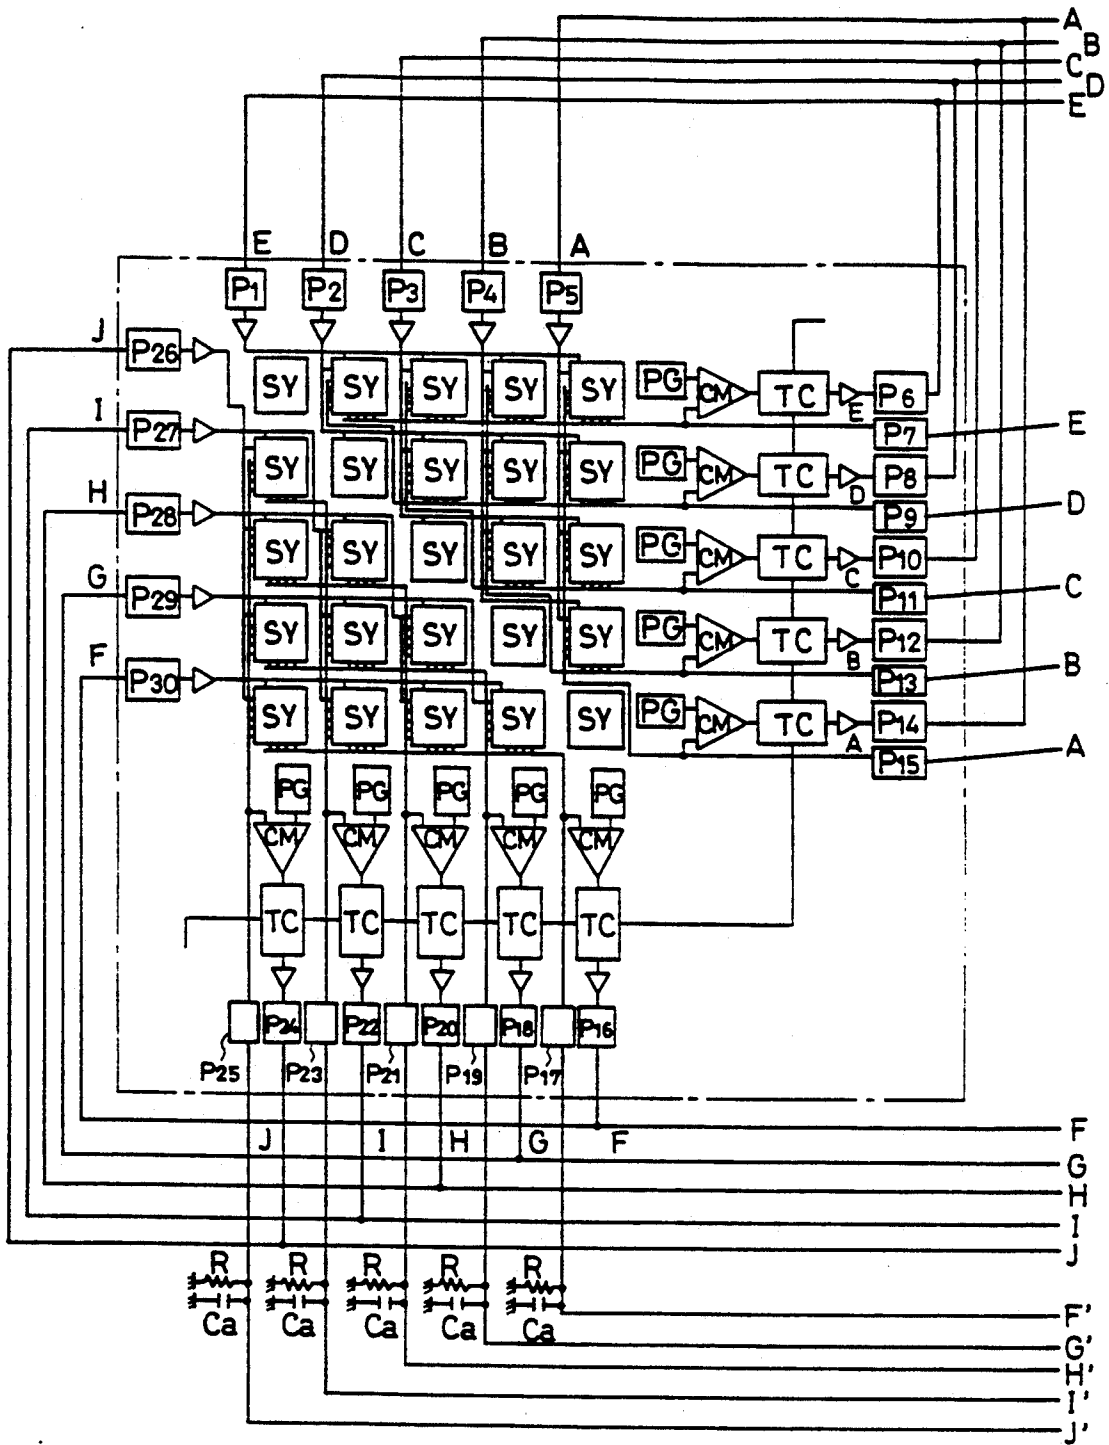 A
B
C
D
E
E D C B A
P1 P2 P3 P4 P5
J P26
SY SY SY SY SY PG CM TC E P6
I P27 P7 E
SY SY SY SY SY PG CM TC D P8
H P28 P9 D
SY SY SY SY SY PG CM TC C P10
G P29 P11 C
SY SY SY SY SY PG CM TC B P12
F P30 P13 B
SY SY SY SY SY PG CM TC A P14
P15 A
PG PG PG PG PG
CM CM CM CM CM
TC TC TC TC TC
P24 P22 P20 P18 P16
P25 P23 P21 P19 P17
F
J I H G F
G
H
I
J
R R R R R
Ca Ca Ca Ca Ca
F'
G'
H'
I'
J'